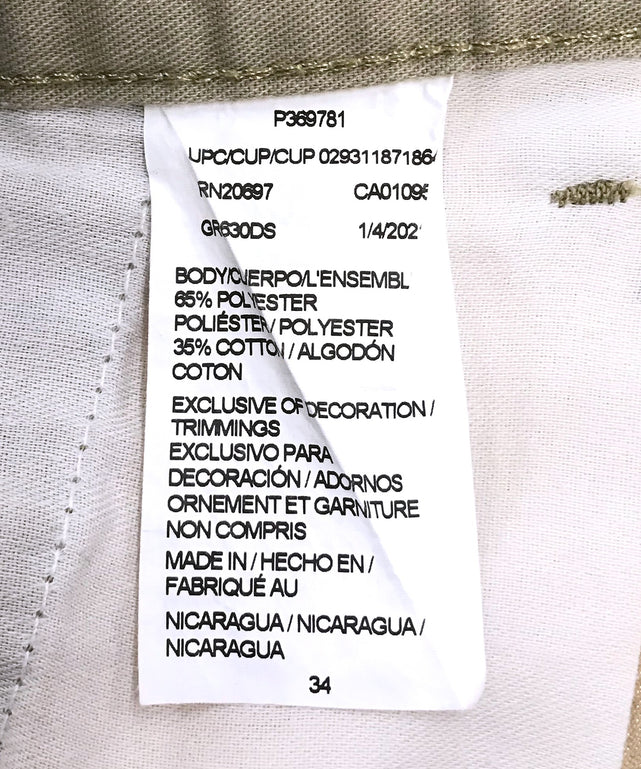 P369781
UPC/CUP/CUP 02931187186
RN20697 CA0109
GR630DS 1/4/202
BODY/CUERPO/L'ENSEMBL
65% POLYESTER
POLIÉSTER / POLYESTER
35% COTTON / ALGODÓN
COTON
EXCLUSIVE OF DECORATION /
TRIMMINGS
EXCLUSIVO PARA
DECORACIÓN / ADORNOS
ORNEMENT ET GARNITURE
NON COMPRIS
MADE IN / HECHO EN /
FABRIQUÉ AU
NICARAGUA / NICARAGUA /
NICARAGUA
34